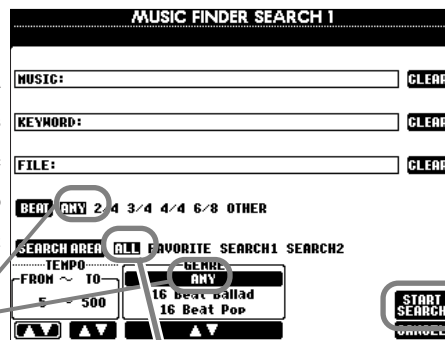 MUSIC FINDER SEARCH 1
MUSIC: CLEAR
KEYWORD: CLEAR
FILE: CLEAR
BEAT ANY 2/4 3/4 4/4 6/8 OTHER
SEARCH AREA ALL FAVORITE SEARCH1 SEARCH2
TEMPO GENRE
FROM ~ TO ANY
5 ~ 500 16 Beat Ballad
16 Beat Pop
START SEARCH
CANCEL